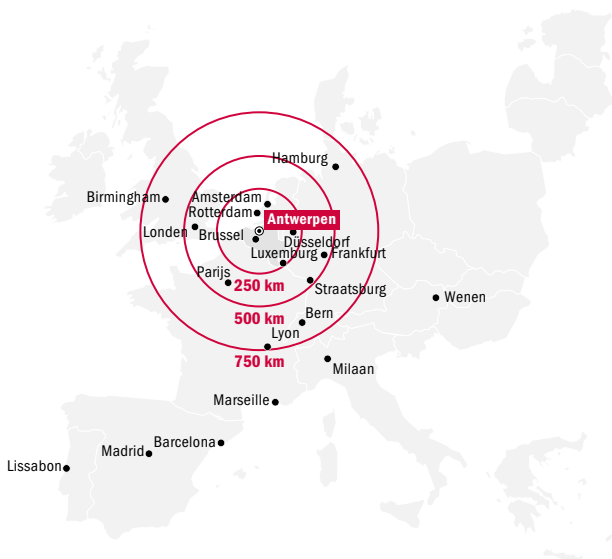 Hamburg
Birmingham
Amsterdam
Rotterdam
Antwerpen
Londen
Brussel
Düsseldorf
Luxemburg
Frankfurt
Parijs
250 km
Straatsburg
Wenen
500 km
Bern
Lyon
750 km
Milaan
Marseille
Barcelona
Madrid
Lissabon